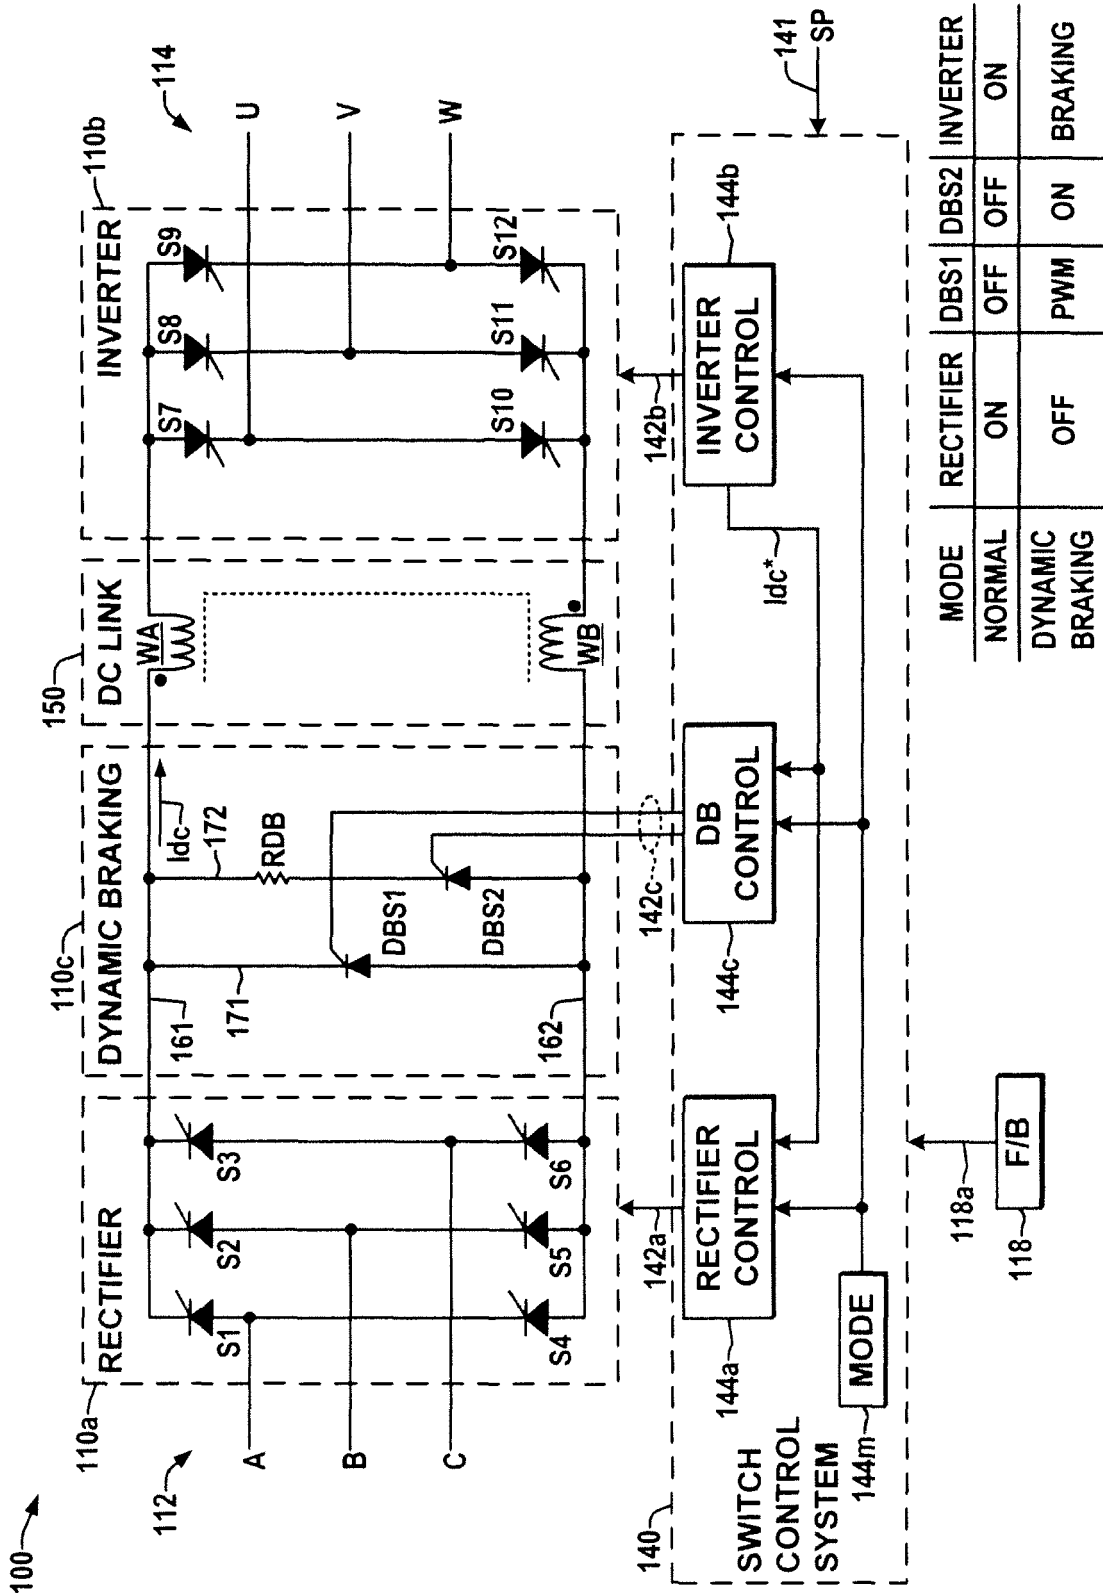 100
112
110a
RECTIFIER
110c
DYNAMIC BRAKING
150
DC LINK
INVERTER
110b
114
A
B
C
S1
S2
S3
S4
S5
S6
161
162
171
172
Idc
RDB
DBS1
DBS2
WA
WB
S7
S8
S9
S10
S11
S12
U
V
W
140
SWITCH
CONTROL
SYSTEM
142a
142c
142b
RECTIFIER
CONTROL
144a
DB
CONTROL
144c
INVERTER
CONTROL
144b
Idc*
141
SP
MODE
144m
118a
F/B
118
MODE RECTIFIER DBS1 DBS2 INVERTER
NORMAL ON OFF OFF ON
DYNAMIC
BRAKING OFF PWM ON BRAKING